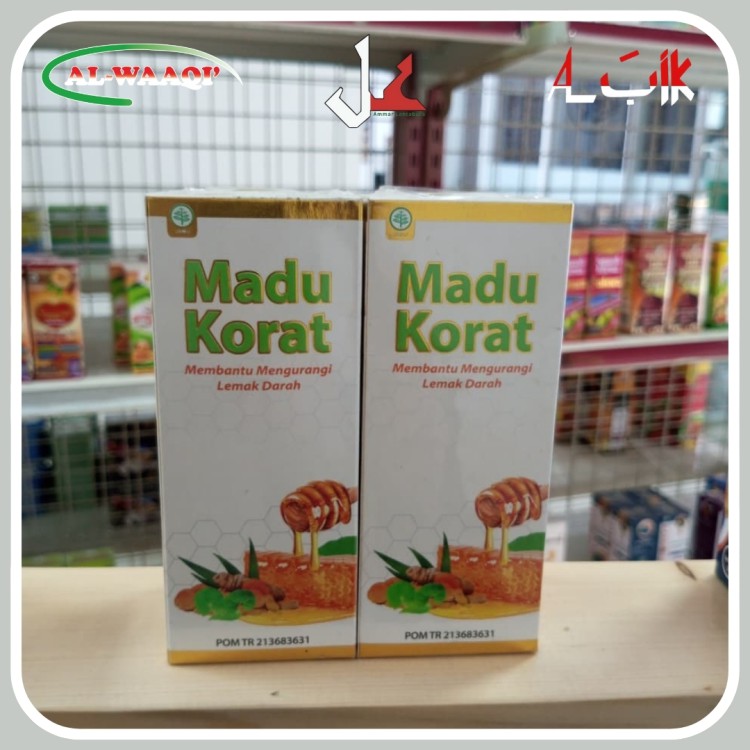 AL-WAAQI'
Madu
Korat
Membantu Mengurangi
Lemak Darah
POM TR 213683631
Madu
Korat
Membantu Mengurangi
Lemak Darah
POM TR 213683631